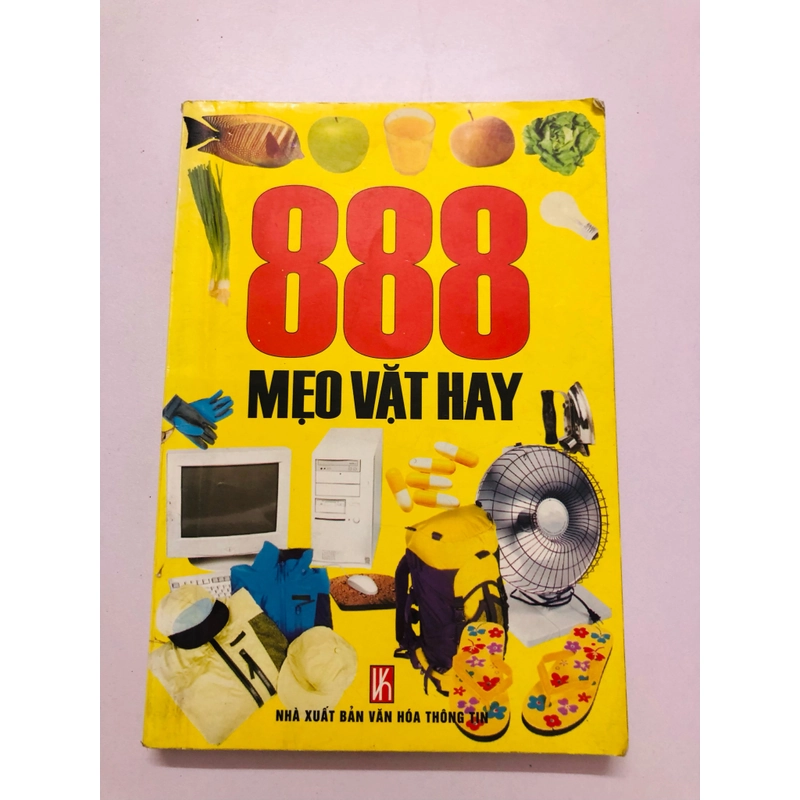 888
MẸO VẶT HAY
NHÀ XUẤT BẢN VĂN HÓA THÔNG TIN